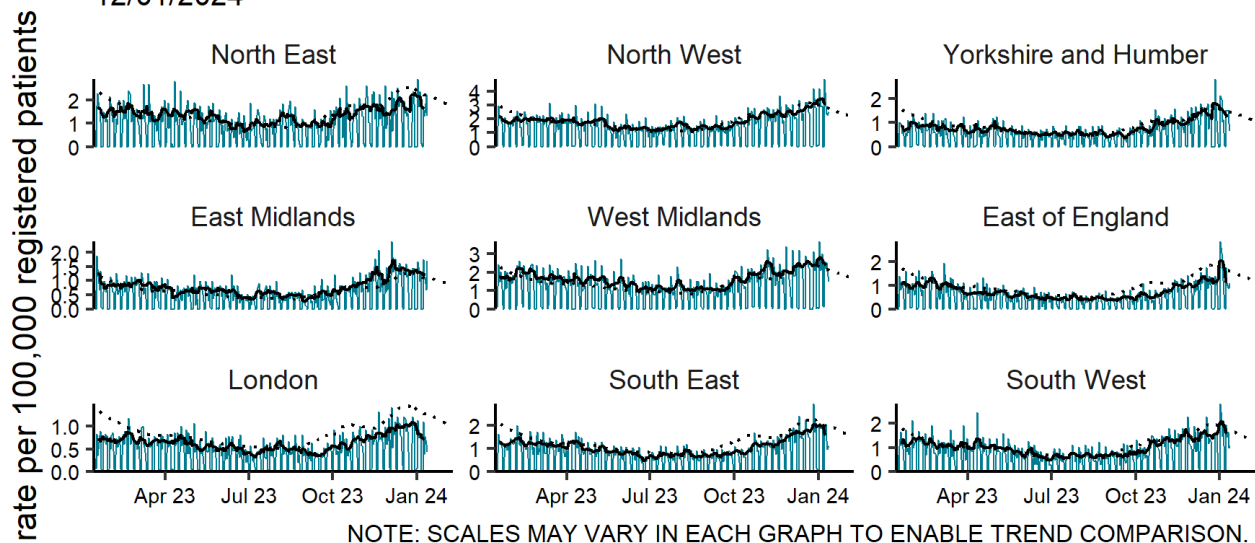 12/01/2024
rate per 100,000 registered patients
North East
North West
Yorkshire and Humber
2
1
0
4
3
2
1
0
2
1
0
East Midlands
West Midlands
East of England
2.0
1.5
1.0
0.5
0.0
3
2
1
0
2
1
0
London
South East
South West
1.0
0.5
0.0
2
1
0
2
1
0
Apr 23 Jul 23 Oct 23 Jan 24
Apr 23 Jul 23 Oct 23 Jan 24
Apr 23 Jul 23 Oct 23 Jan 24
NOTE: SCALES MAY VARY IN EACH GRAPH TO ENABLE TREND COMPARISON.